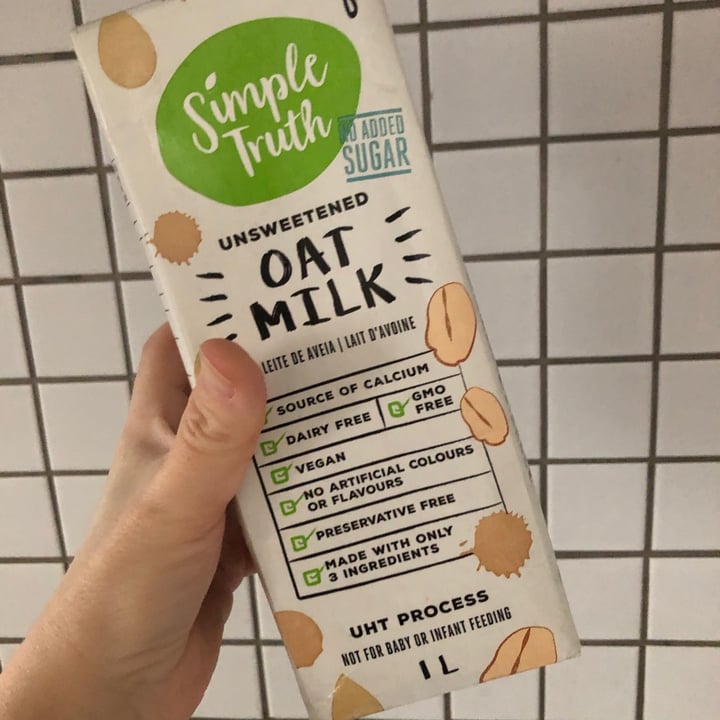 Simple
Truth
NO ADDED
SUGAR
UNSWEETENED
OAT
MILK
LEITE DE AVEIA | LAIT D'AVOINE
SOURCE OF CALCIUM
DAIRY FREE
GMO
FREE
VEGAN
NO ARTIFICIAL COLOURS
OR FLAVOURS
PRESERVATIVE FREE
MADE WITH ONLY
3 INGREDIENTS
UHT PROCESS
NOT FOR BABY OR INFANT FEEDING
1 L